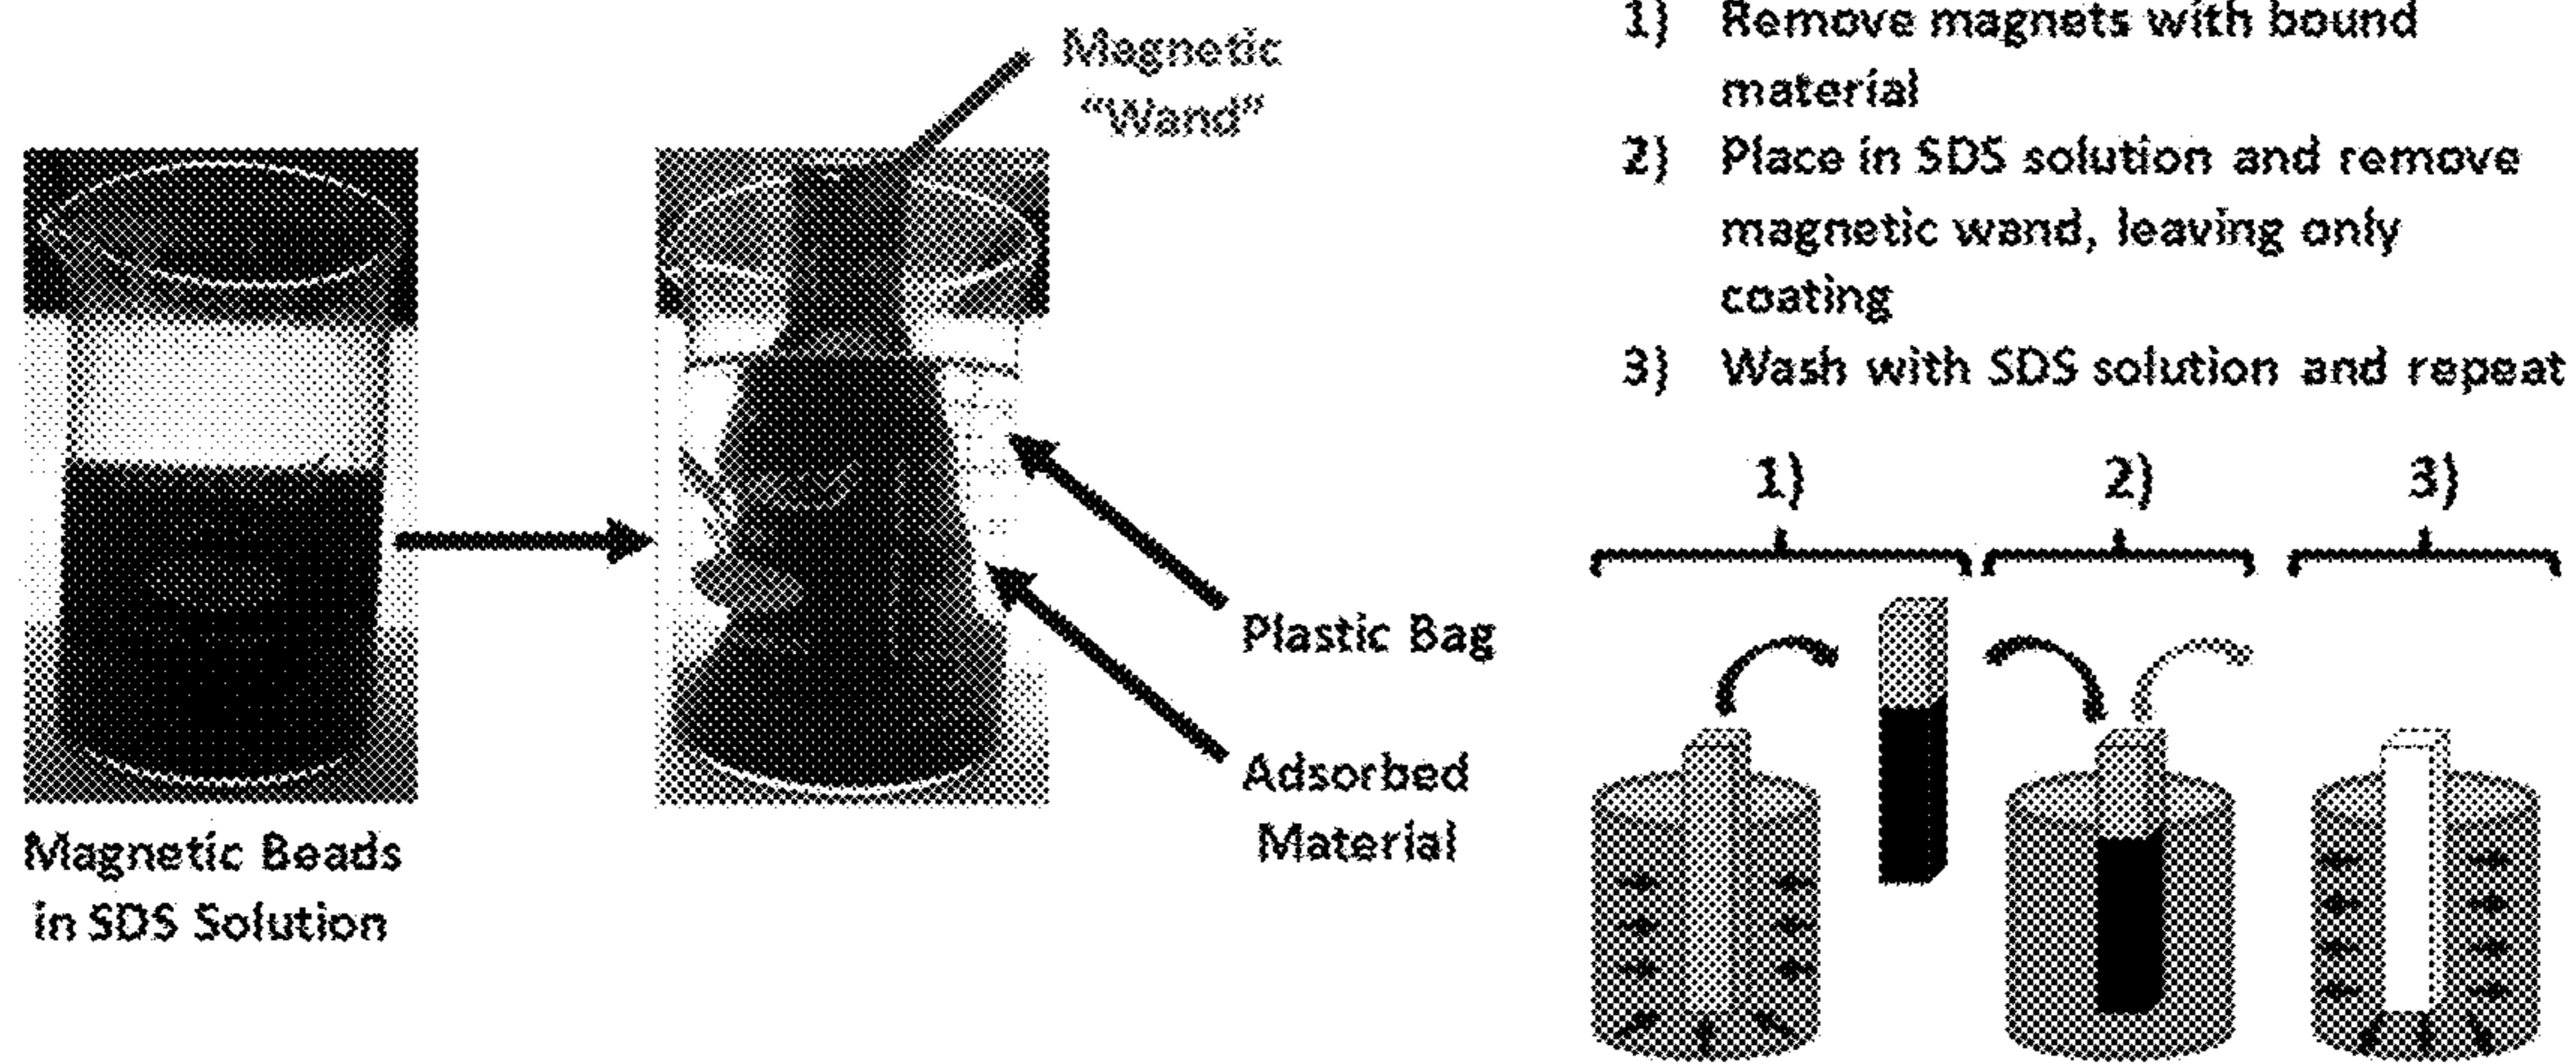 Magnetic
“Wand”
Plastic Bag
Adsorbed
Material
Magnetic Beads
in SDS Solution
1) Remove magnets with bound
material
2) Place in SDS solution and remove
magnetic wand, leaving only
coating
3) Wash with SDS solution and repeat
1) 2) 3)